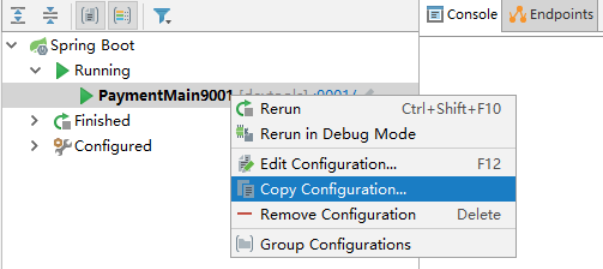 Console Endpoints
Spring Boot
Running
PaymentMain9001 [devtools] :9001/
Rerun Ctrl+Shift+F10
Finished
Rerun in Debug Mode
Configured
Edit Configuration... F12
Copy Configuration...
Remove Configuration Delete
Group Configurations